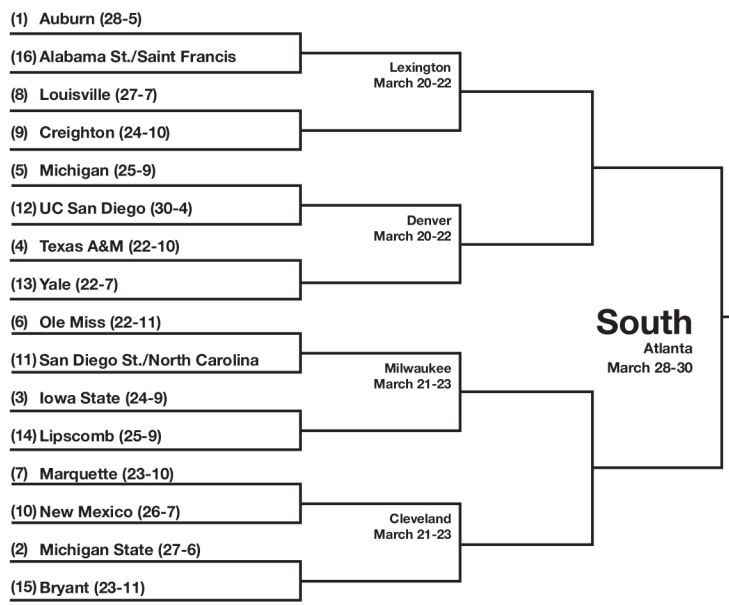 (1) Auburn (28-5)
(16) Alabama St./Saint Francis
Lexington
March 20-22
(8) Louisville (27-7)
(9) Creighton (24-10)
(5) Michigan (25-9)
(12) UC San Diego (30-4)
Denver
March 20-22
(4) Texas A&M (22-10)
(13) Yale (22-7)
South
Atlanta
March 28-30
(6) Ole Miss (22-11)
(11) San Diego St./North Carolina
Milwaukee
March 21-23
(3) Iowa State (24-9)
(14) Lipscomb (25-9)
(7) Marquette (23-10)
(10) New Mexico (26-7)
Cleveland
March 21-23
(2) Michigan State (27-6)
(15) Bryant (23-11)